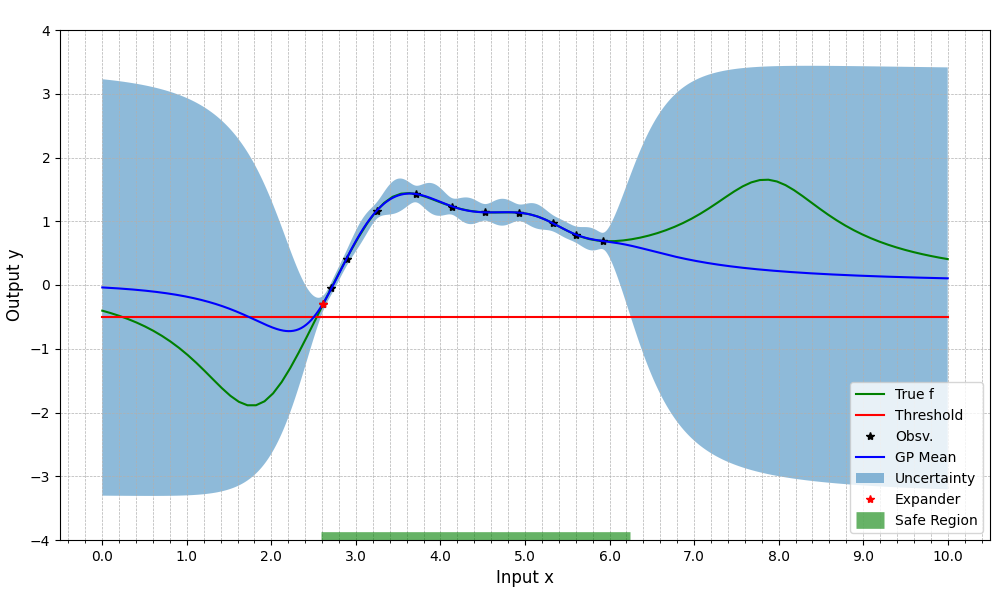 4
3
2
1
0
−1
−2
−3
−4
Output y
0.0 1.0 2.0 3.0 4.0 5.0 6.0 7.0 8.0 9.0 10.0
Input x
True f
Threshold
Obsv.
GP Mean
Uncertainty
Expander
Safe Region